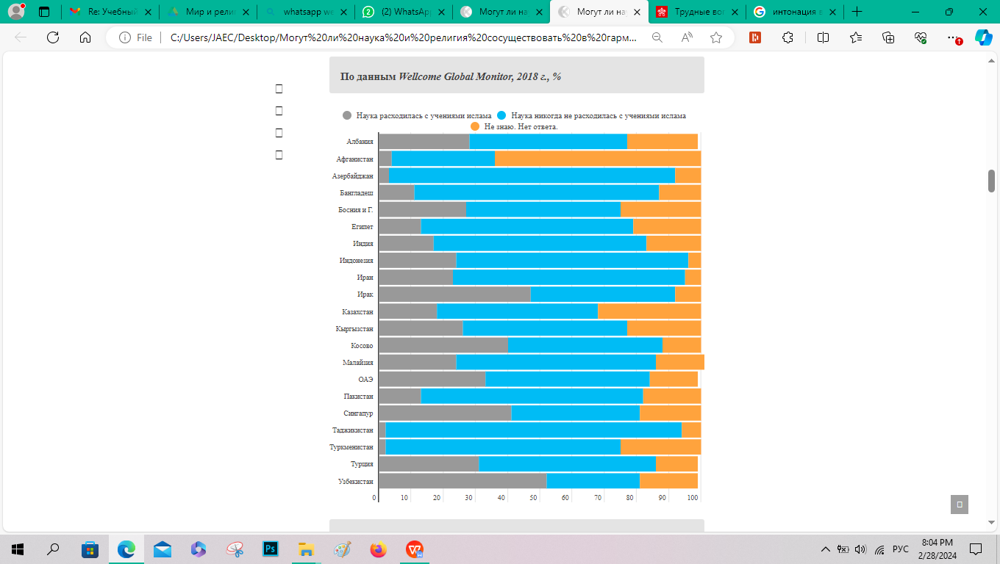 Re: Учебный
Мир и рели
whatsapp we
(2) WhatsAp
Могут ли на
Могут ли на
Трудные во
интонация в
File
C:/Users/JAEC/Desktop/Могут%20ли%20наука%20и%20религия%20сосуществовать%20в%20гарм...
По данным Wellcome Global Monitor, 2018 г., %
Наука расходилась с учениями ислама
Наука никогда не расходилась с учениями ислама
Не знаю. Нет ответа.
Албания
Афганистан
Азербайджан
Бангладеш
Босния и Г.
Египет
Индия
Индонезия
Иран
Ирак
Казахстан
Кыргызстан
Косово
Малайзия
ОАЭ
Пакистан
Сингапур
Таджикистан
Туркменистан
Турция
Узбекистан
0 10 20 30 40 50 60 70 80 90 100
Ps
РУС
8:04 PM
2/28/2024